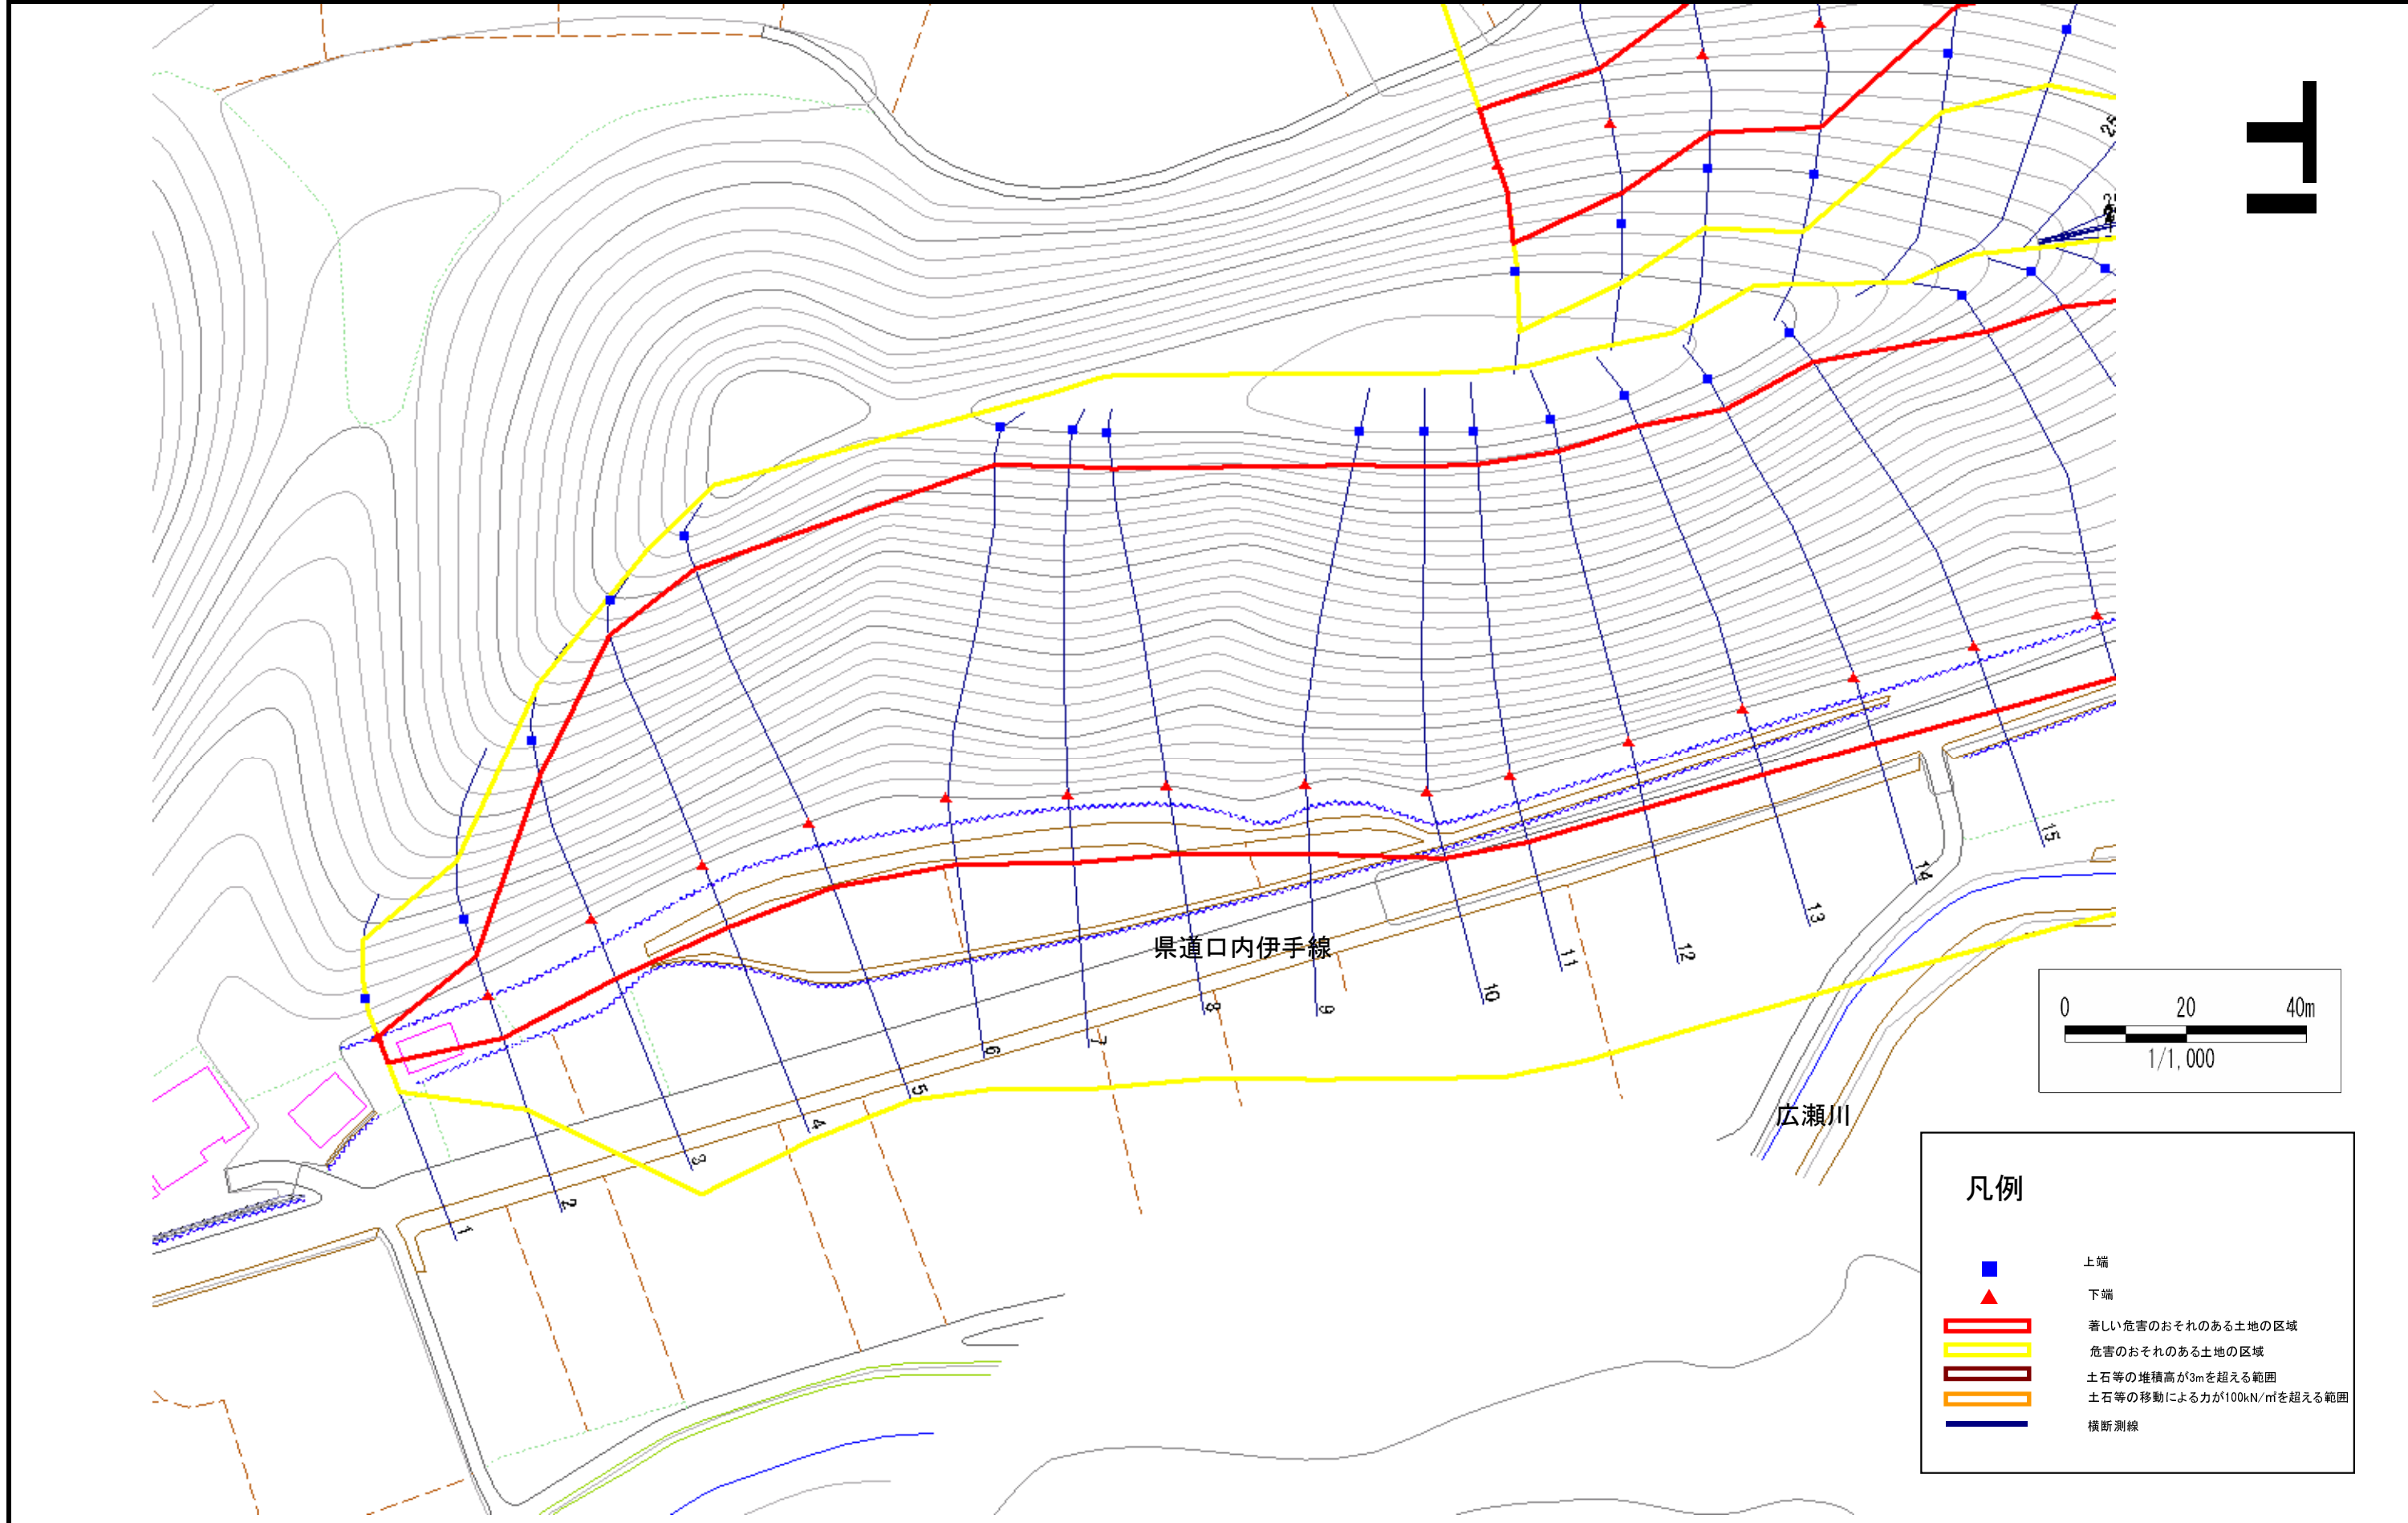 県道口内伊手線
広瀬川
1
2
3
4
5
6
7
8
9
10
11
12
13
14
15
25
0 20 40m
1/1,000
凡例
上端
下端
著しい危害のおそれのある土地の区域
危害のおそれのある土地の区域
土石等の堆積高が3mを超える範囲
土石等の移動による力が100kN/㎡を超える範囲
横断測線